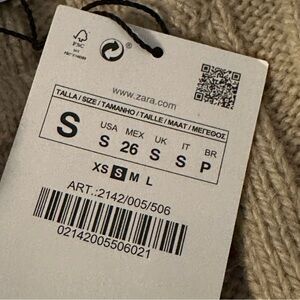 FSC
www.zara.com
TALLA / SIZE / TAMANHO / TAILLE / MAAT / ΜΕΓΕΘΟΣ
S
USA MEX UK IT BR
S 26 S S P
XS S M L
ART.:2142/005/506
02142005506021